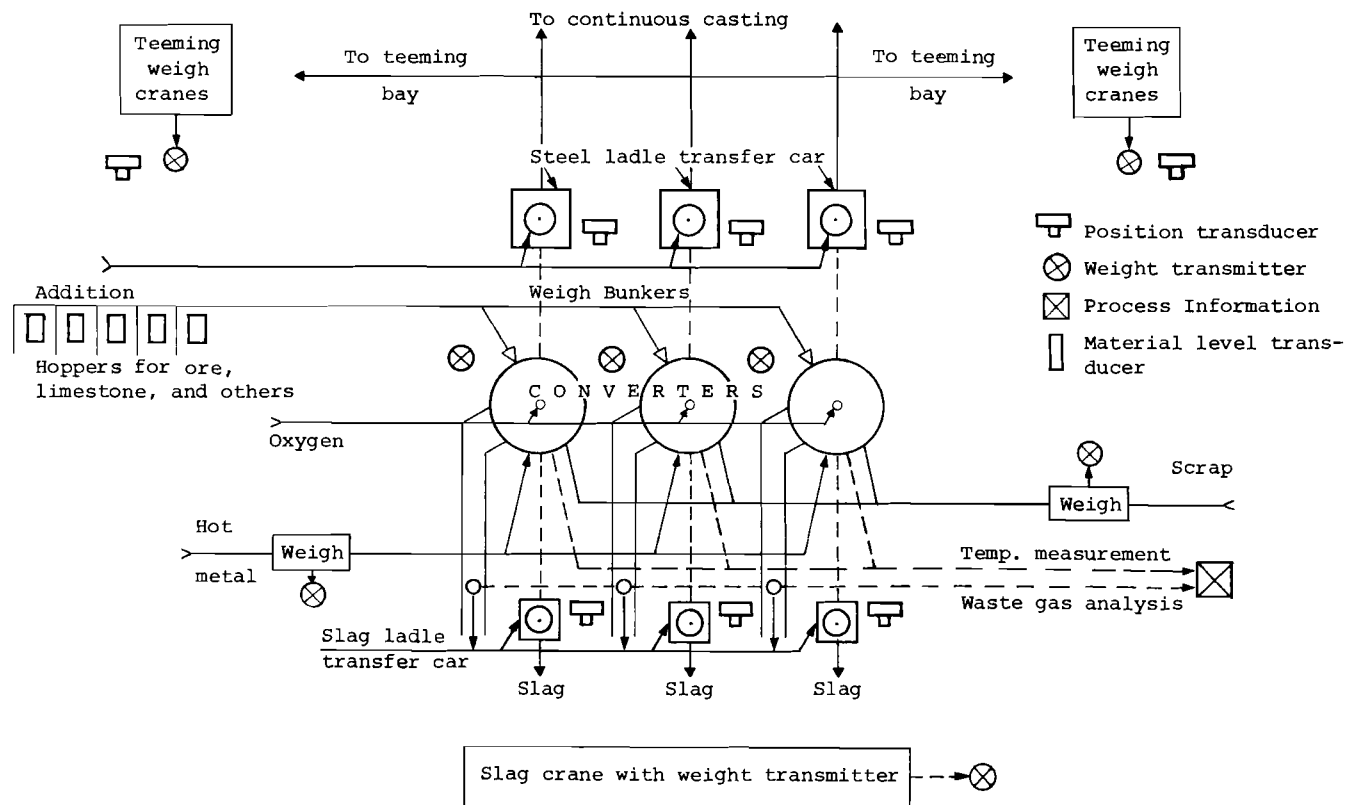 To continuous casting
Teeming
weigh
cranes
To teeming
bay
To teeming
bay
Teeming
weigh
cranes
Steel ladle transfer car
Position transducer
Weight transmitter
Process Information
Material level trans-
ducer
Addition
Weigh Bunkers
Hoppers for ore,
limestone, and others
CONVERTERS
Oxygen
Scrap
Weigh
Hot
metal
Weigh
Temp. measurement
Waste gas analysis
Slag ladle
transfer car
Slag
Slag
Slag
Slag crane with weight transmitter